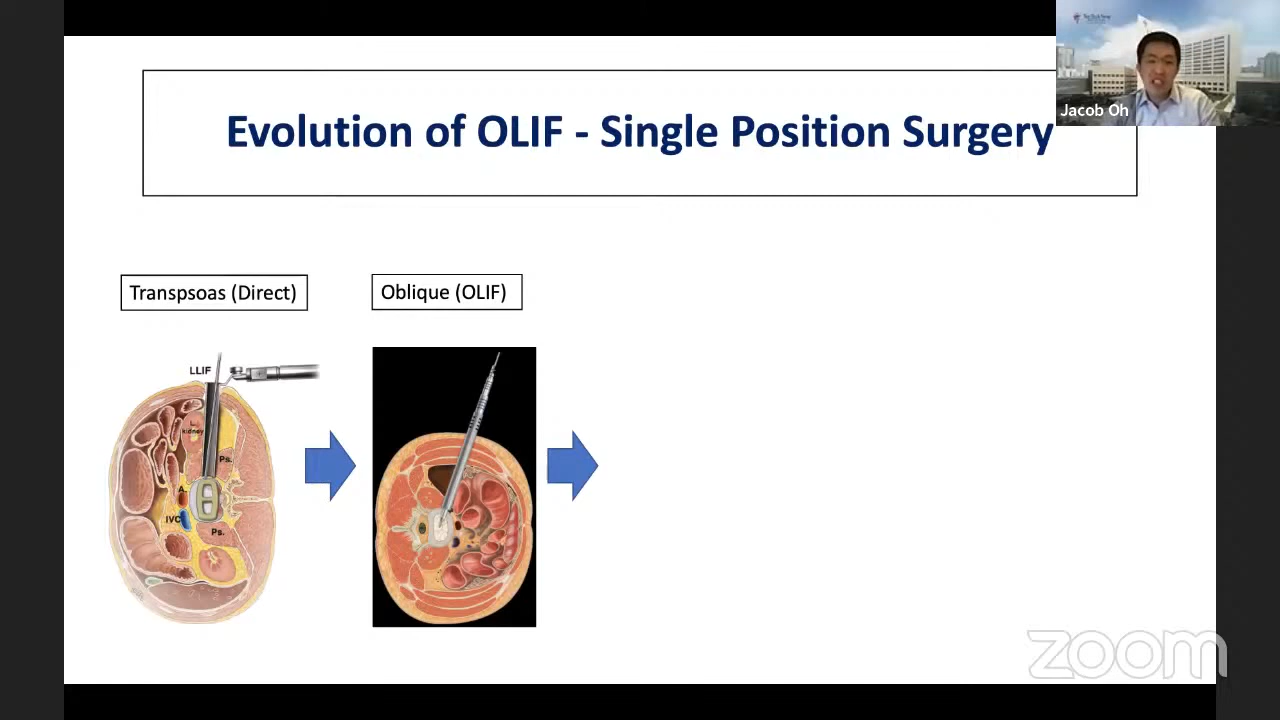 Evolution of OLIF - Single Position Surgery
Jacob Oh
Transpsoas (Direct)
Oblique (OLIF)
LLIF
kidney
Ps.
A.
IVC
Ps.
zoom